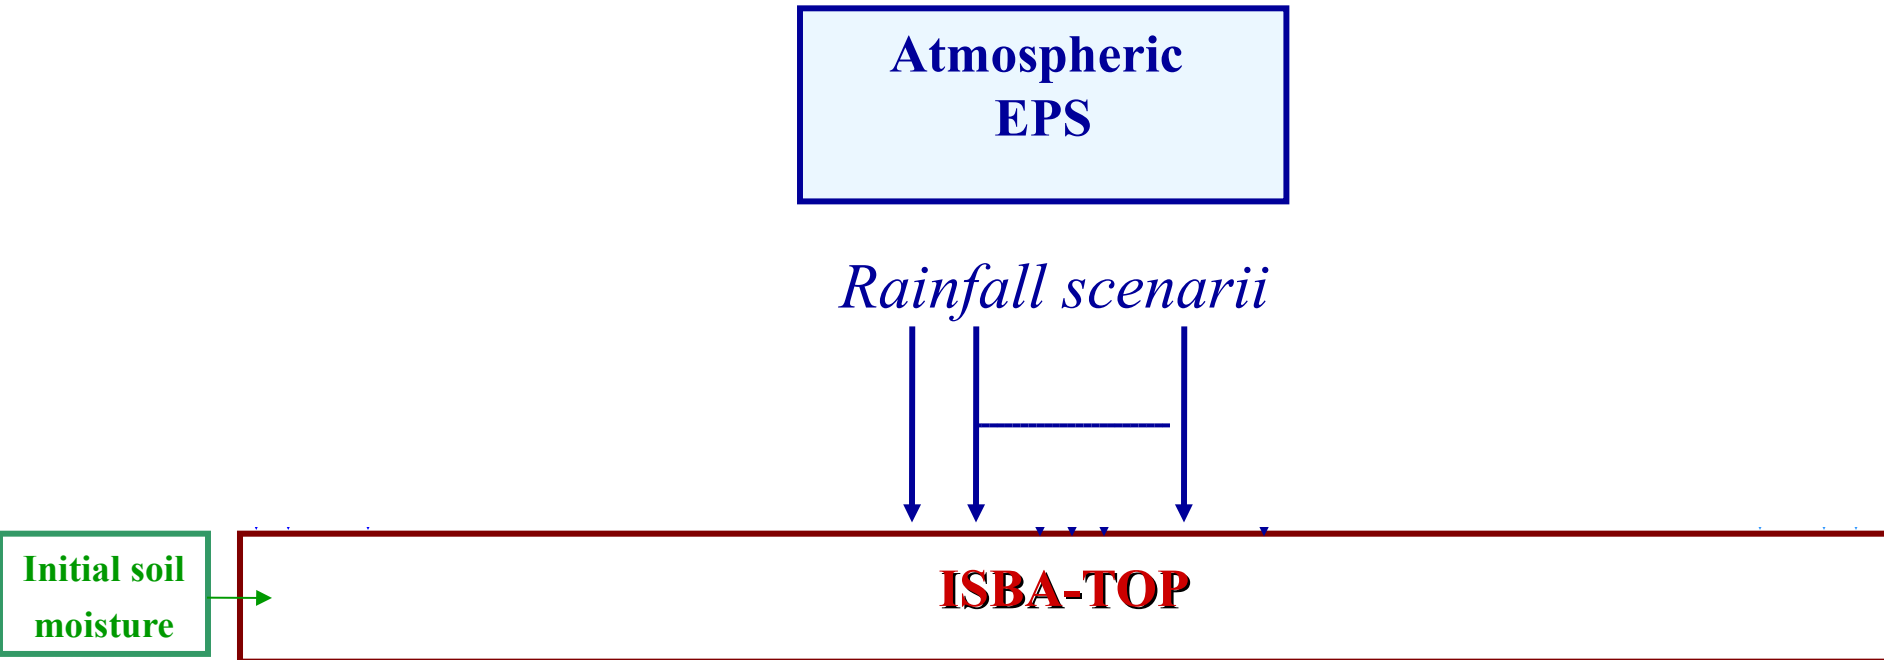 Atmospheric
EPS
Rainfall scenarii
Initial soil
moisture
ISBA-TOP